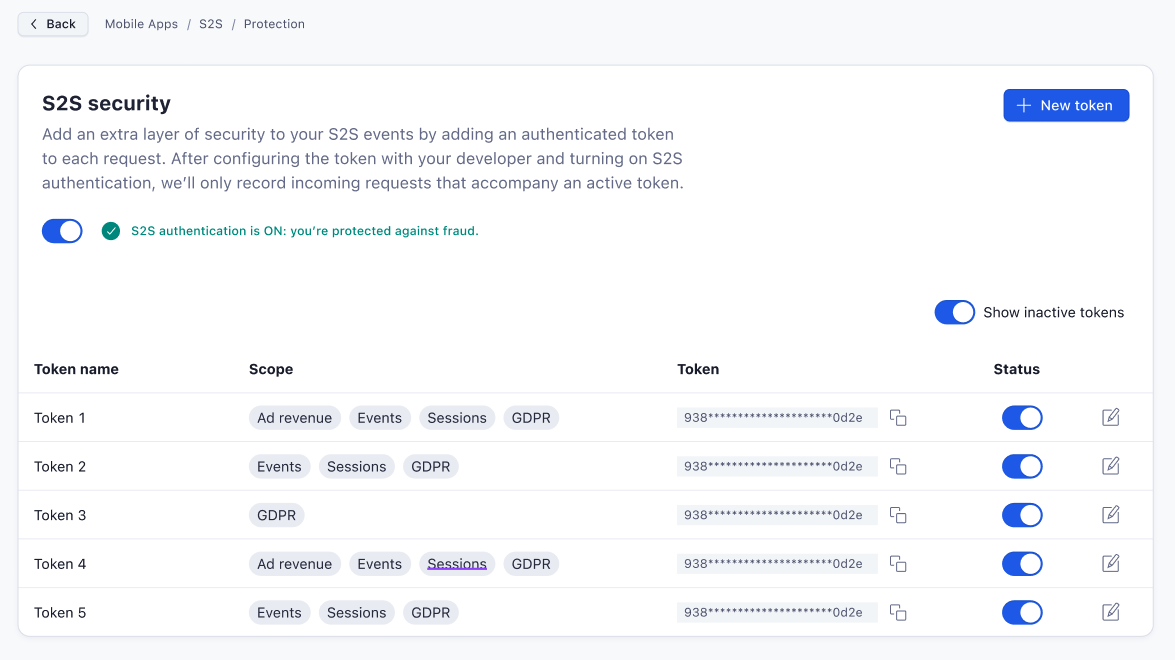 Back Mobile Apps / S2S / Protection
S2S security
New token
Add an extra layer of security to your S2S events by adding an authenticated token
to each request. After configuring the token with your developer and turning on S2S
authentication, we’ll only record incoming requests that accompany an active token.
S2S authentication is ON: you’re protected against fraud.
Show inactive tokens
Token name Scope Token Status
Token 1 Ad revenue Events Sessions GDPR 938*********************0d2e
Token 2 Events Sessions GDPR 938*********************0d2e
Token 3 GDPR 938*********************0d2e
Token 4 Ad revenue Events Sessions GDPR 938*********************0d2e
Token 5 Events Sessions GDPR 938*********************0d2e